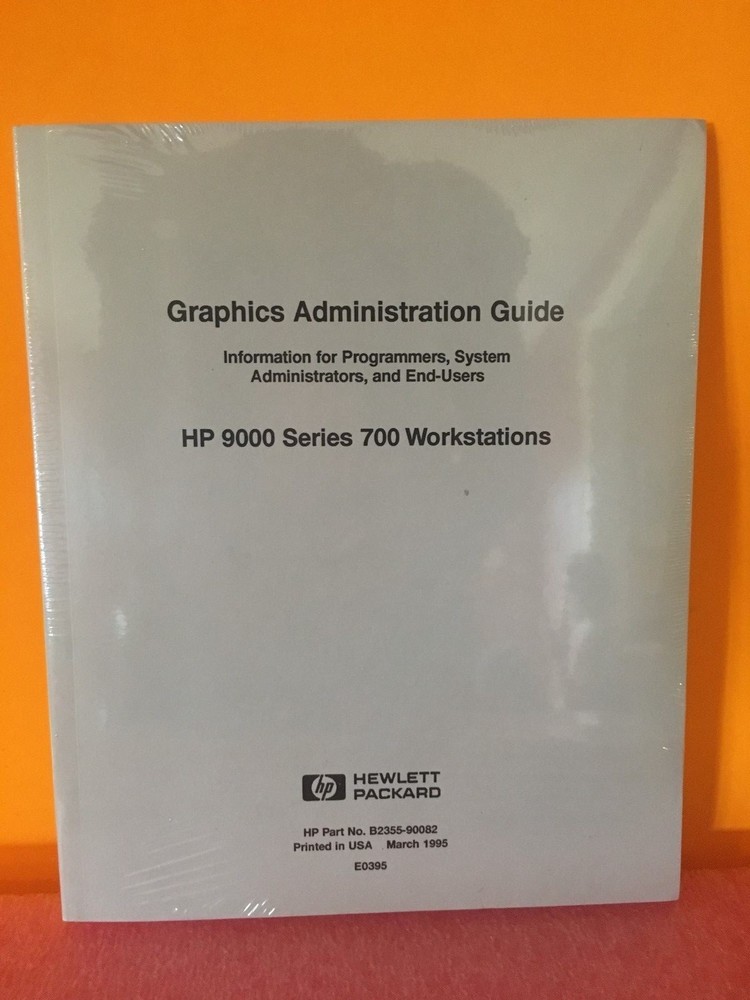 Graphics Administration Guide
Information for Programmers, System
Administrators, and End-Users
HP 9000 Series 700 Workstations
hp HEWLETT
PACKARD
HP Part No. B2355-90082
Printed in USA March 1995
E0395